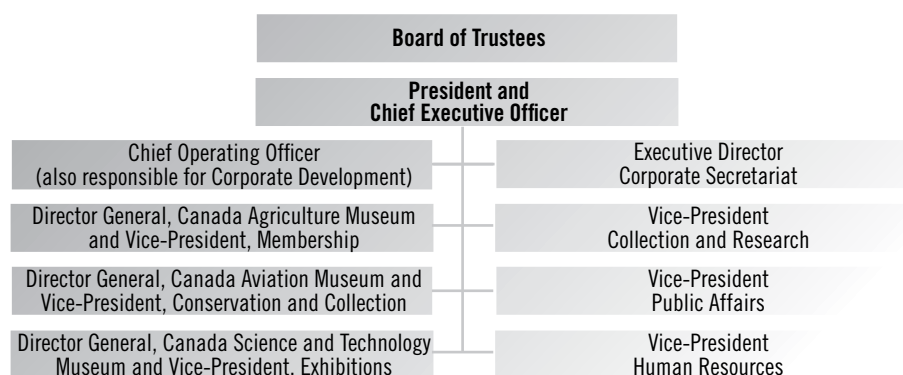 Board of Trustees
President and
Chief Executive Officer
Chief Operating Officer
(also responsible for Corporate Development)
Executive Director
Corporate Secretariat
Director General, Canada Agriculture Museum
and Vice-President, Membership
Vice-President
Collection and Research
Director General, Canada Aviation Museum and
Vice-President, Conservation and Collection
Vice-President
Public Affairs
Director General, Canada Science and Technology
Museum and Vice-President, Exhibitions
Vice-President
Human Resources